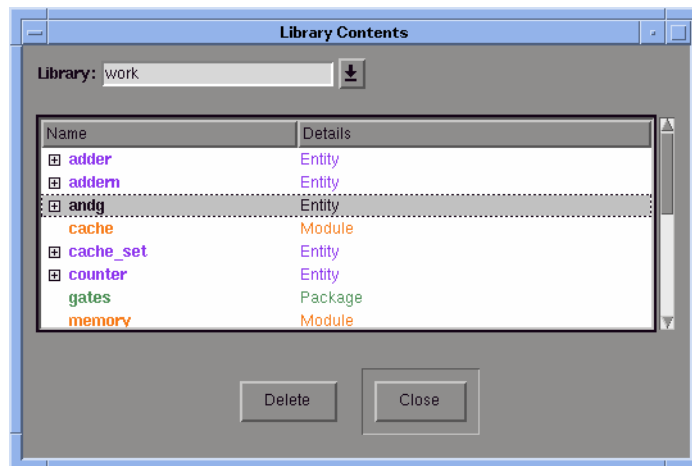 Library Contents
Library: work
Name Details
adder Entity
addern Entity
andg Entity
cache Module
cache_set Entity
counter Entity
gates Package
memory Module
Delete Close